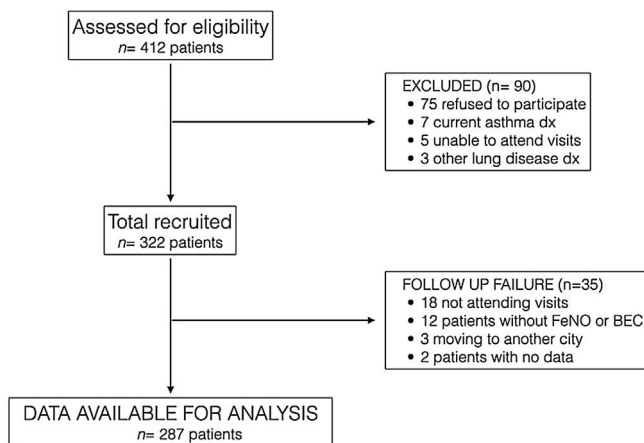 Assessed for eligibility
n= 412 patients
EXCLUDED (n= 90)
• 75 refused to participate
• 7 current asthma dx
• 5 unable to attend visits
• 3 other lung disease dx
Total recruited
n= 322 patients
FOLLOW UP FAILURE (n=35)
• 18 not attending visits
• 12 patients without FeNO or BEC
• 3 moving to another city
• 2 patients with no data
DATA AVAILABLE FOR ANALYSIS
n= 287 patients